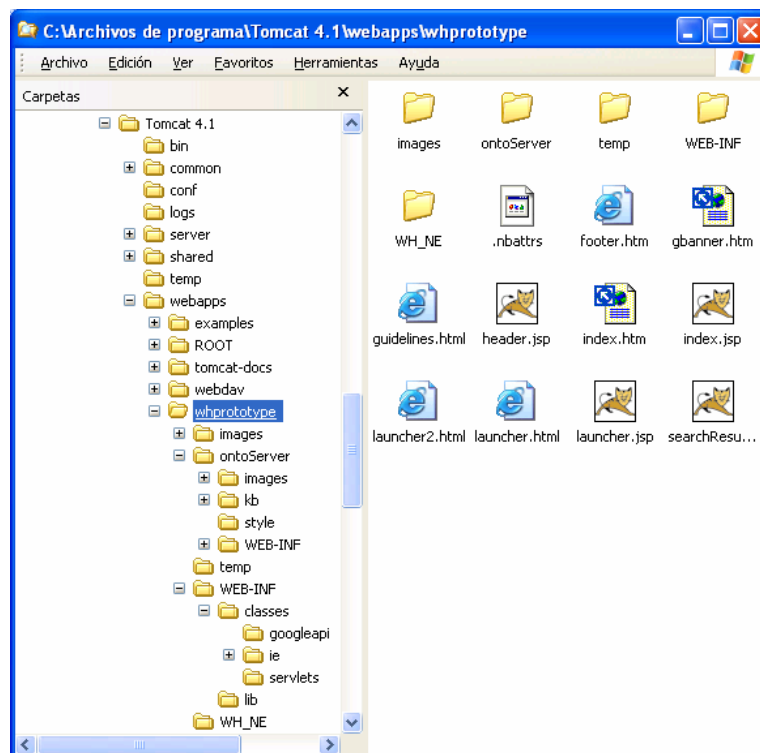 C:\Archivos de programa\Tomcat 4.1\webapps\whprototype
Archivo Edición Ver Favoritos Herramientas Ayuda
Carpetas
Tomcat 4.1
bin
common
conf
logs
server
shared
temp
webapps
examples
ROOT
tomcat-docs
webdav
whprototype
images
ontoServer
images
kb
style
WEB-INF
temp
WEB-INF
classes
googleapi
ie
servlets
lib
WH_NE
images ontoServer temp WEB-INF
WH_NE .nbattrs footer.htm gbanner.htm
guidelines.html header.jsp index.htm index.jsp
launcher2.html launcher.html launcher.jsp searchResu...